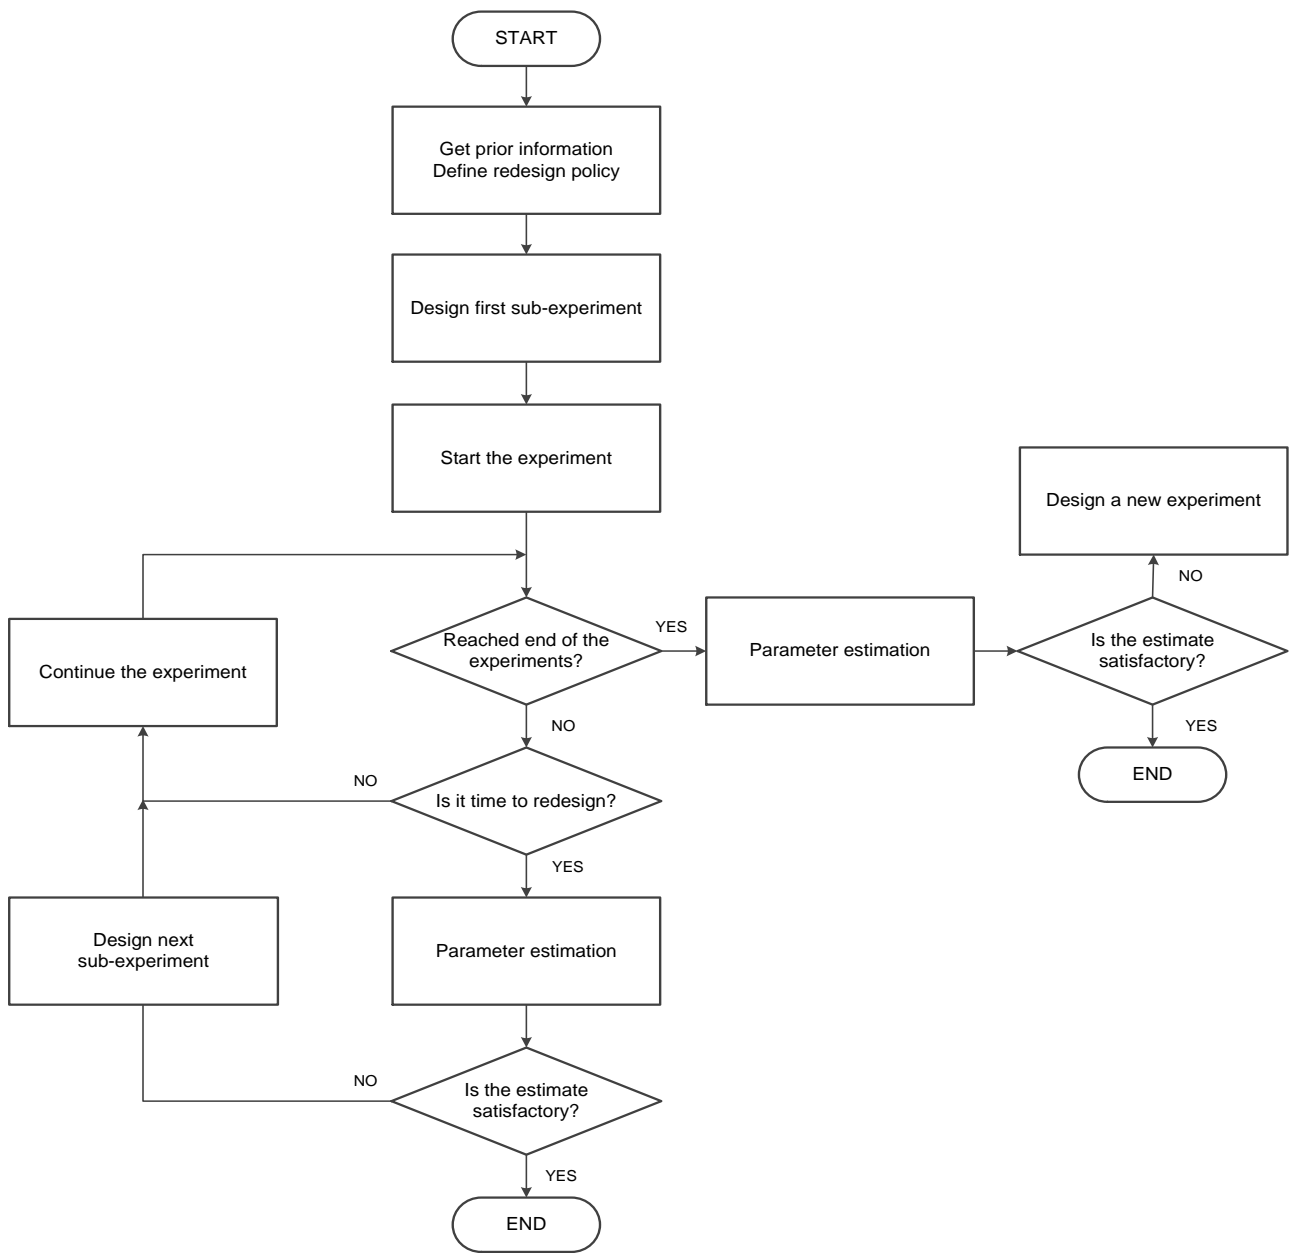 START
Get prior information
Define redesign policy
Design first sub-experiment
Start the experiment
Design a new experiment
NO
Reached end of the
experiments?
YES
Parameter estimation
Is the estimate
satisfactory?
Continue the experiment
NO
YES
END
Is it time to redesign?
NO
YES
Design next
sub-experiment
Parameter estimation
Is the estimate
satisfactory?
NO
YES
END